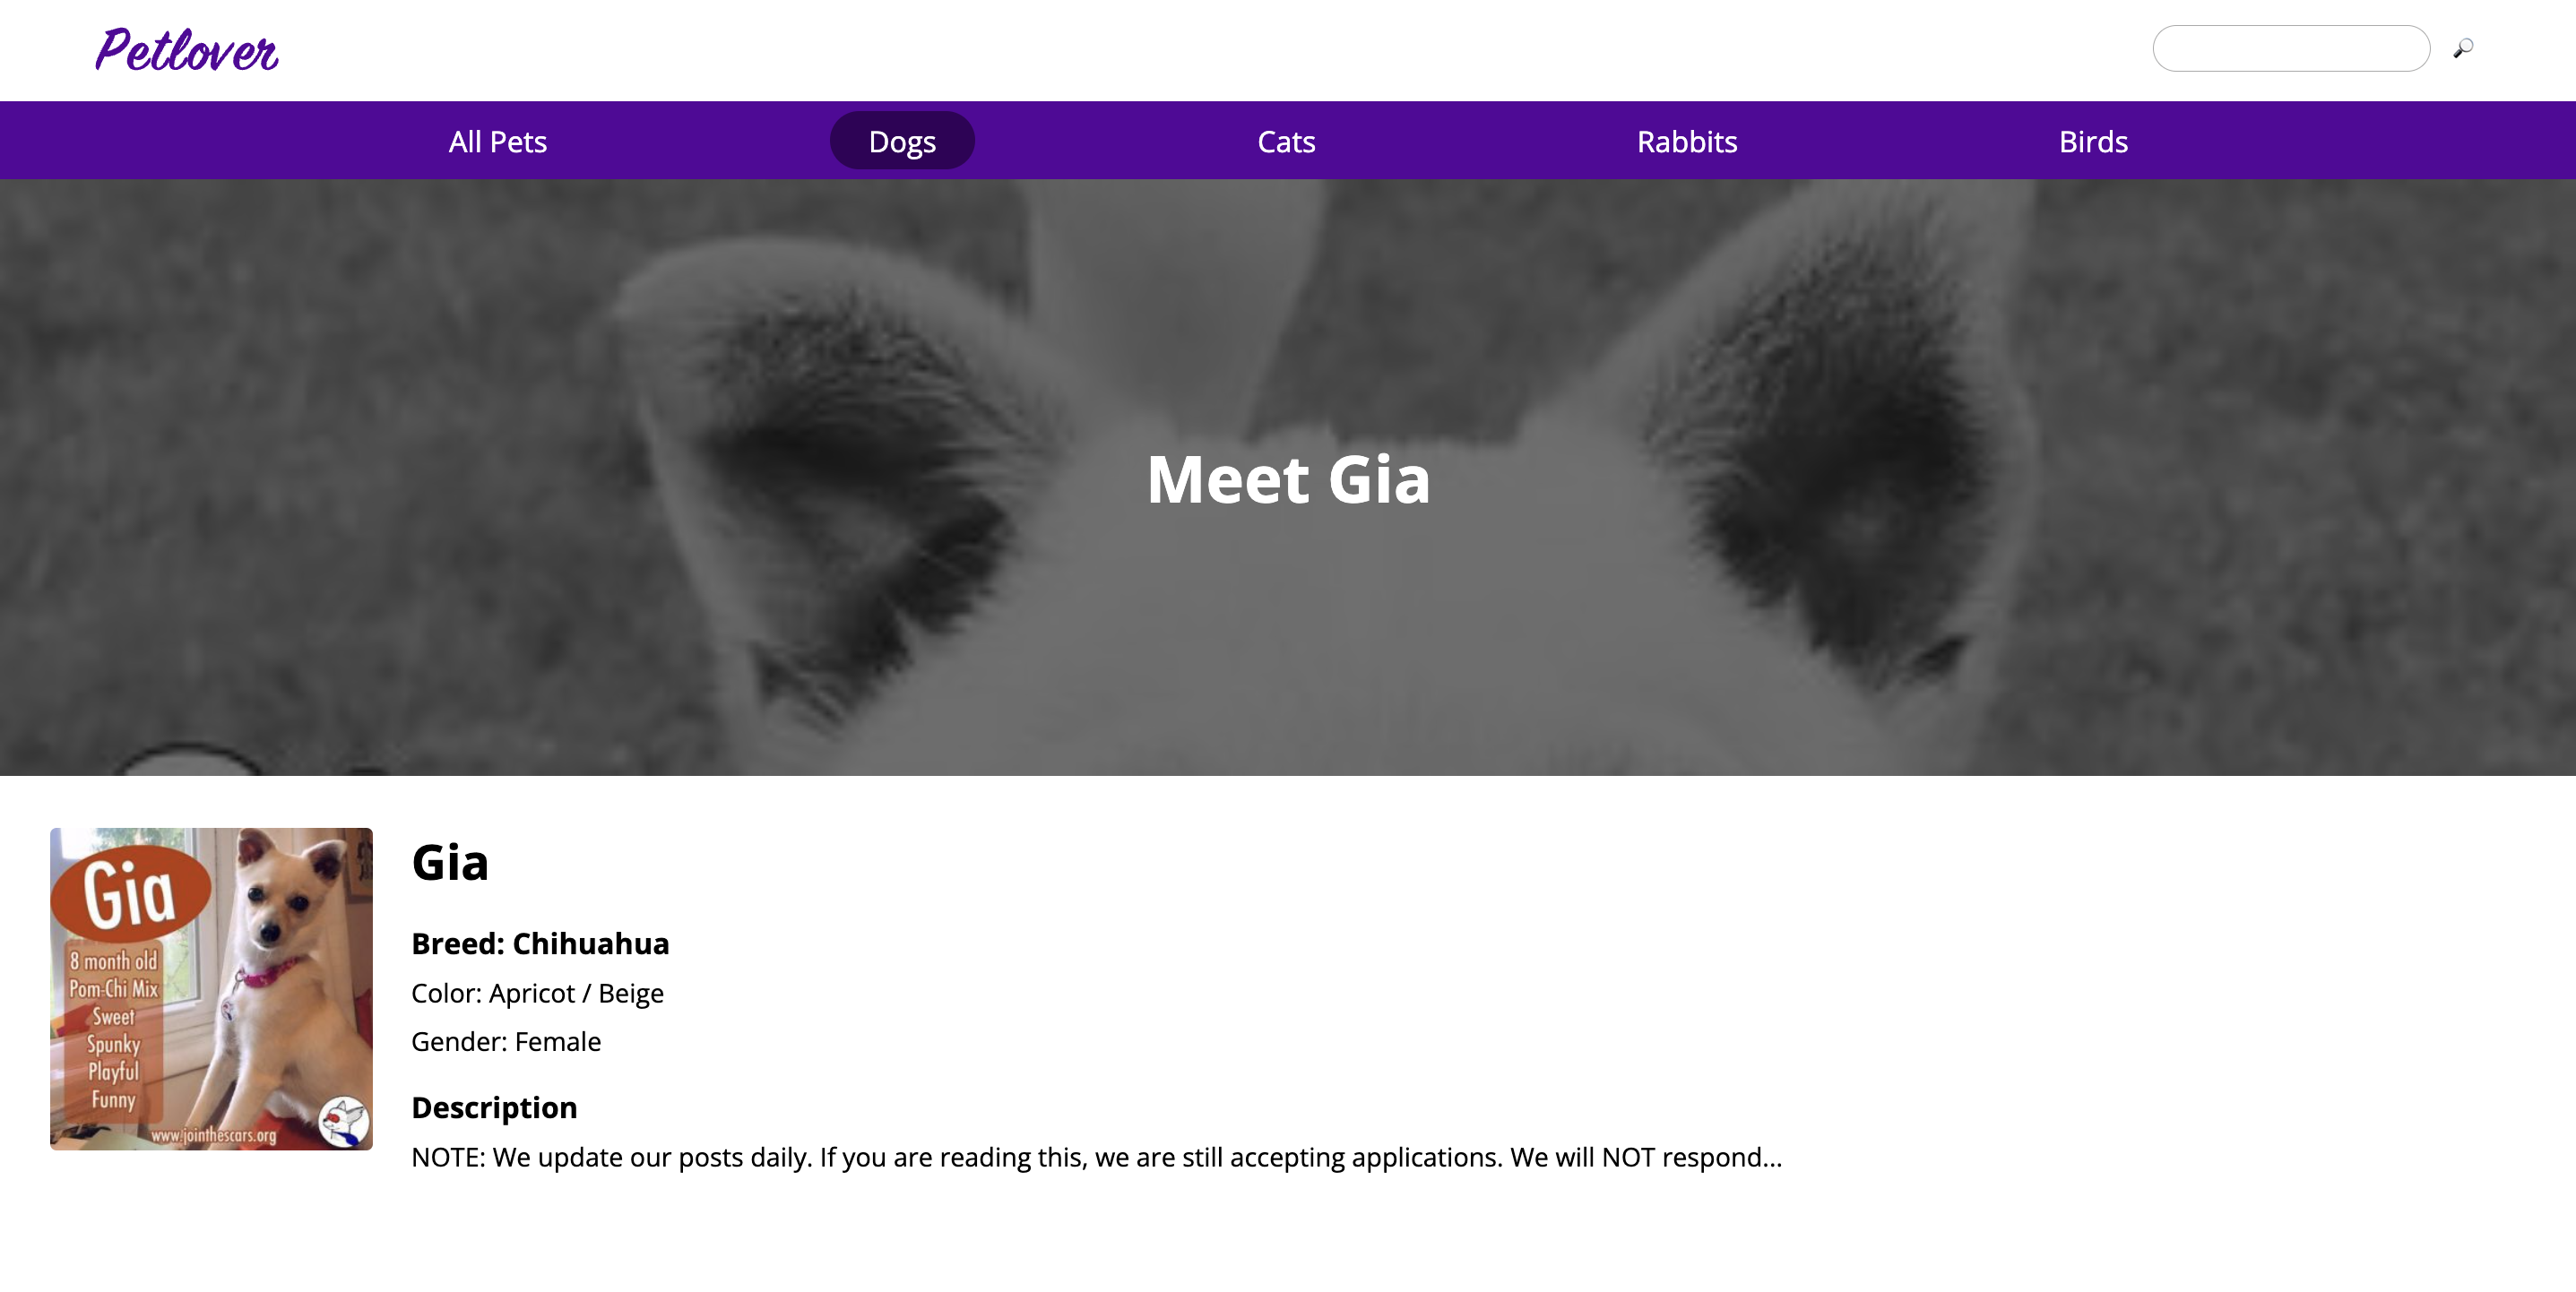 Petlover
All Pets
Dogs
Cats
Rabbits
Birds
Meet Gia
Gia
8 month old
Pom-Chi Mix
Sweet
Spunky
Playful
Funny
www.jointhescars.org
Gia
Breed: Chihuahua
Color: Apricot / Beige
Gender: Female
Description
NOTE: We update our posts daily. If you are reading this, we are still accepting applications. We will NOT respond...